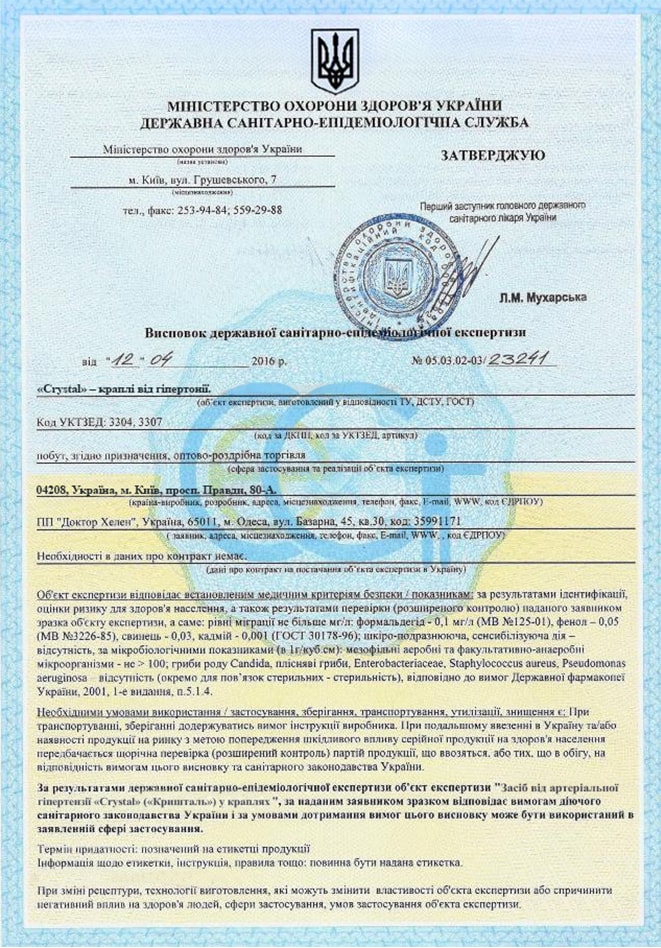 МІНІСТЕРСТВО ОХОРОНИ ЗДОРОВ'Я УКРАЇНИ
ДЕРЖАВНА САНІТАРНО-ЕПІДЕМІОЛОГІЧНА СЛУЖБА
Міністерство охорони здоров'я України
(назва установи)
м. Київ, вул. Грушевського, 7
(місцезнаходження)
тел., факс: 253-94-84; 559-29-88
ЗАТВЕРДЖУЮ
Перший заступник головного державного
санітарного лікаря України
Л.М. Мухарська
Висновок державної санітарно-епідеміологічної експертизи
від "12" 04 2016 р. № 05.03.02-03/23241
«Crystal» – краплі від гіпертонії.
(об'єкт експертизи, виготовлений у відповідності ТУ, ДСТУ, ГОСТ)
Код УКТЗЕД: 3304, 3307
(код за ДКПП, код за УКТЗЕД, артикул)
побут, згідно призначення, оптово-роздрібна торгівля
(сфера застосування та реалізації об'єкта експертизи)
04208, Україна, м. Київ, просп. Правди, 80-А.
(країна-виробник, розробник, адреса, місцезнаходження, телефон, факс, E-mail, WWW, код ЄДРПОУ)
ПП "Доктор Хелен", Україна, 65011, м. Одеса, вул. Базарна, 45, кв.30, код: 35991171
( заявник, адреса, місцезнаходження, телефон, факс, E-mail, WWW, , код ЄДРПОУ)
Необхідності в даних про контракт немає.
(дані про контракт на постачання об'єкта експертизи в Україну)
Об'єкт експертизи відповідає встановленим медичним критеріям безпеки / показникам: за результатами ідентифікації,
оцінки ризику для здоров'я населення, а також результатами перевірки (розширеного контролю) наданого заявником
зразка об'єкту експертизи, а саме: рівні міграції не більше мг/л: формальдегід - 0,1 мг/л (МВ №125-01), фенол – 0,05
(МВ №3226-85), свинець - 0,03, кадмій - 0,001 (ГОСТ 30178-96); шкіро-подразнююча, сенсибілізуюча дія –
відсутність, за мікробіологічними показниками (в 1г/куб.см): мезофільні аеробні та факультативно-анаеробні
мікроорганізми - не > 100; гриби роду Candida, плісняві гриби, Enterobacteriaceae, Staphylococcus aureus, Pseudomonas
aeruginosa – відсутність (окремо для пов'язок стерильних - стерильність), відповідно до вимог Державної фармакопеї
України, 2001, 1-е видання, п.5.1.4.
Необхідними умовами використання / застосування, зберігання, транспортування, утилізації, знищення є: При
транспортуванні, зберіганні додержуватись вимог інструкції виробника. При подальшому ввезенні в Україну та/або
наявності продукції на ринку з метою попередження шкідливого впливу серійної продукції на здоров'я населення
передбачається щорічна перевірка (розширений контроль) партій продукції, що ввозяться, або тих, що в обігу, на
відповідність вимогам цього висновку та санітарного законодавства України.
За результатами державної санітарно-епідеміологічної експертизи об'єкт експертизи "Засіб від артеріальної
гіпертензії «Crystal» («Кришталь») у краплях", за наданим заявником зразком відповідає вимогам діючого
санітарного законодавства України і за умовами дотримання вимог цього висновку може бути використаний в
заявленій сфері застосування.
Термін придатності: позначений на етикетці продукції
Інформація щодо етикетки, інструкція, правила тощо: повинна бути надана етикетка.
При зміні рецептури, технології виготовлення, які можуть змінити властивості об'єкта експертизи або спричинити
негативний вплив на здоров'я людей, сфери застосування, умов застосування об'єкта експертизи.